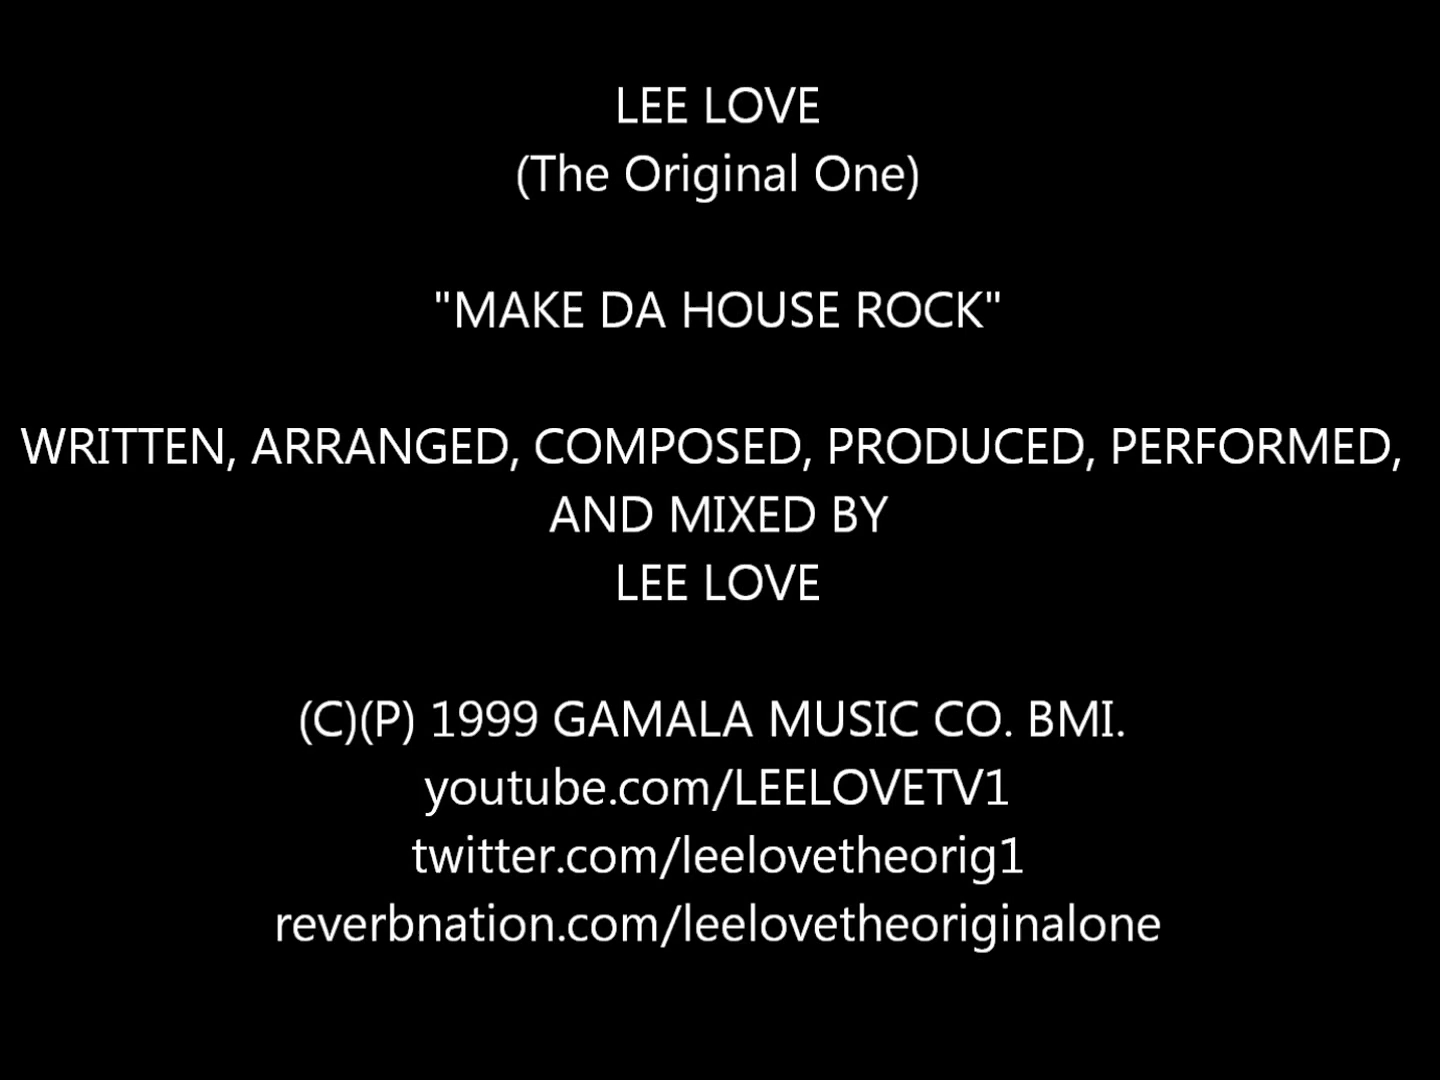 LEE LOVE
(The Original One)
"MAKE DA HOUSE ROCK"
WRITTEN, ARRANGED, COMPOSED, PRODUCED, PERFORMED,
AND MIXED BY
LEE LOVE
(C)(P) 1999 GAMALA MUSIC CO. BMI.
youtube.com/LEELOVETV1
twitter.com/leelovetheorig1
reverbnation.com/leelovetheoriginalone